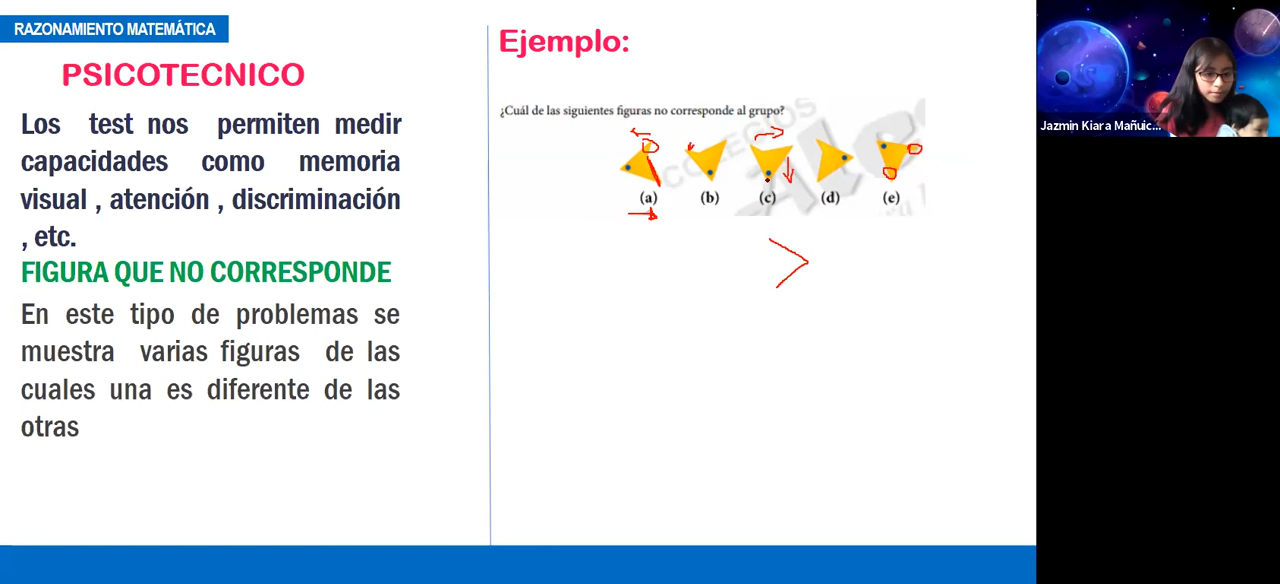 RAZONAMIENTO MATEMÁTICA
PSICOTECNICO
Los test nos permiten medir
capacidades como memoria
visual , atención , discriminación
, etc.
FIGURA QUE NO CORRESPONDE
En este tipo de problemas se
muestra varias figuras de las
cuales una es diferente de las
otras
Ejemplo:
¿Cuál de las siguientes figuras no corresponde al grupo?
COLEGIOS
(a) (b) (c) (d) (e)
Jazmin Kiara Mañuic...